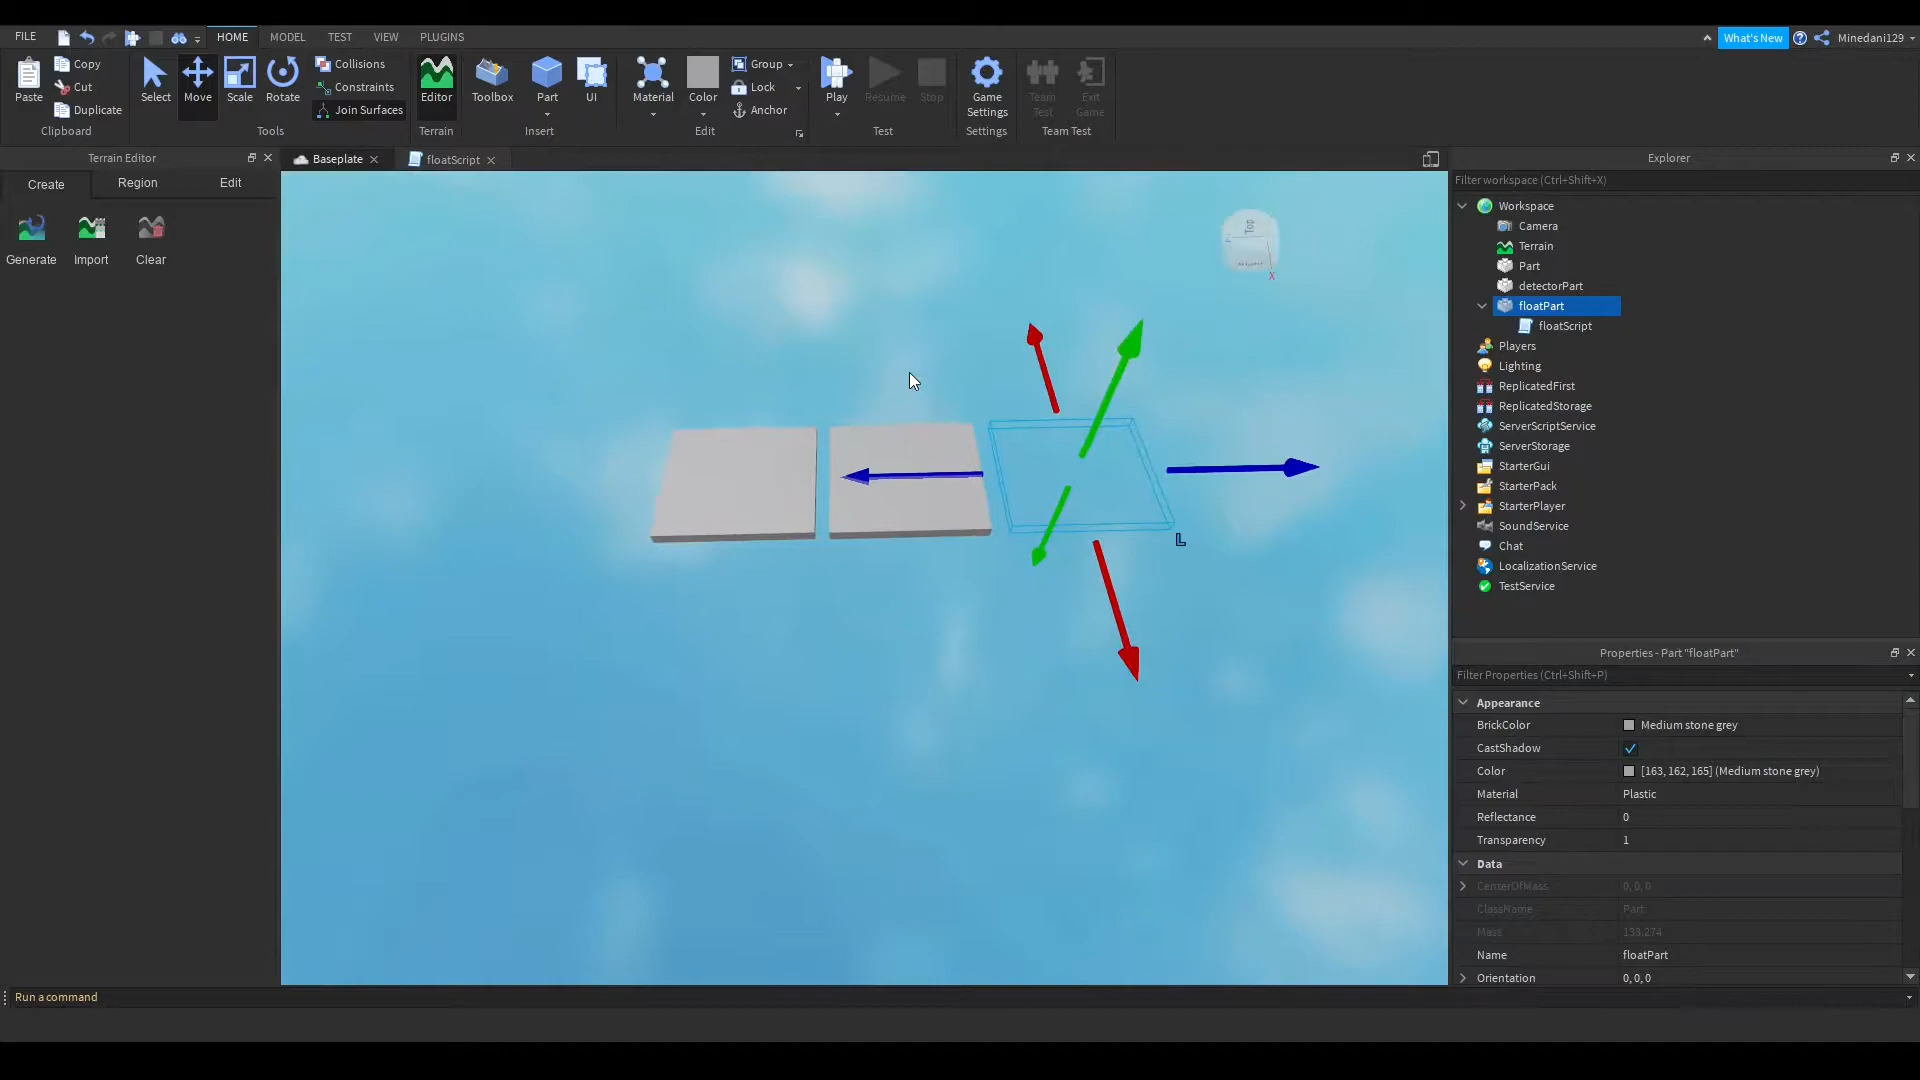 FILE HOME MODEL TEST VIEW PLUGINS What's New Minedani129
Paste Copy Cut Duplicate Clipboard
Select Move Scale Rotate Collisions Constraints Join Surfaces Tools
Editor Terrain
Toolbox Part UI Insert
Material Color Group Lock Anchor Edit
Play Resume Stop Test
Game Settings Settings
Team Test Exit Game Team Test
Terrain Editor
Create Region Edit
Generate Import Clear
Baseplate floatScript
Top
X
L
Explorer
Filter workspace (Ctrl+Shift+X)
Workspace
Camera
Terrain
Part
detectorPart
floatPart
floatScript
Players
Lighting
ReplicatedFirst
ReplicatedStorage
ServerScriptService
ServerStorage
StarterGui
StarterPack
StarterPlayer
SoundService
Chat
LocalizationService
TestService
Properties - Part "floatPart"
Filter Properties (Ctrl+Shift+P)
Appearance
BrickColor Medium stone grey
CastShadow
Color [163, 162, 165] (Medium stone grey)
Material Plastic
Reflectance 0
Transparency 1
Data
CenterOfMass 0, 0, 0
ClassName Part
Mass 133.274
Name floatPart
Orientation 0, 0, 0
Run a command